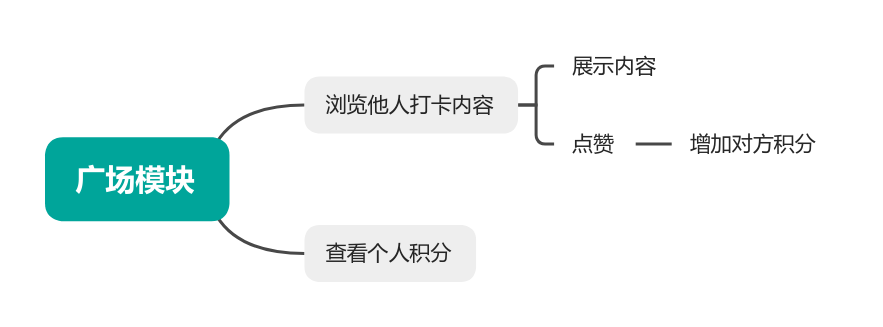 广场模块
浏览他人打卡内容
展示内容
点赞
增加对方积分
查看个人积分